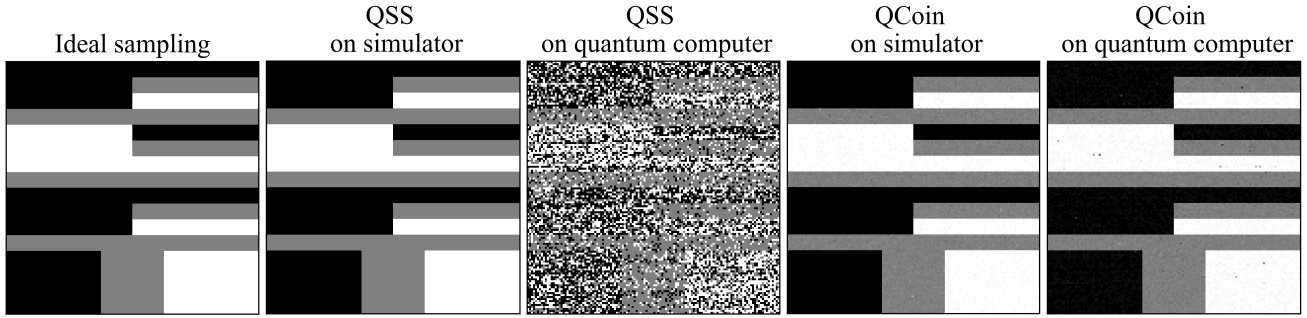 Ideal sampling
QSS
on simulator
QSS
on quantum computer
QCoin
on simulator
QCoin
on quantum computer